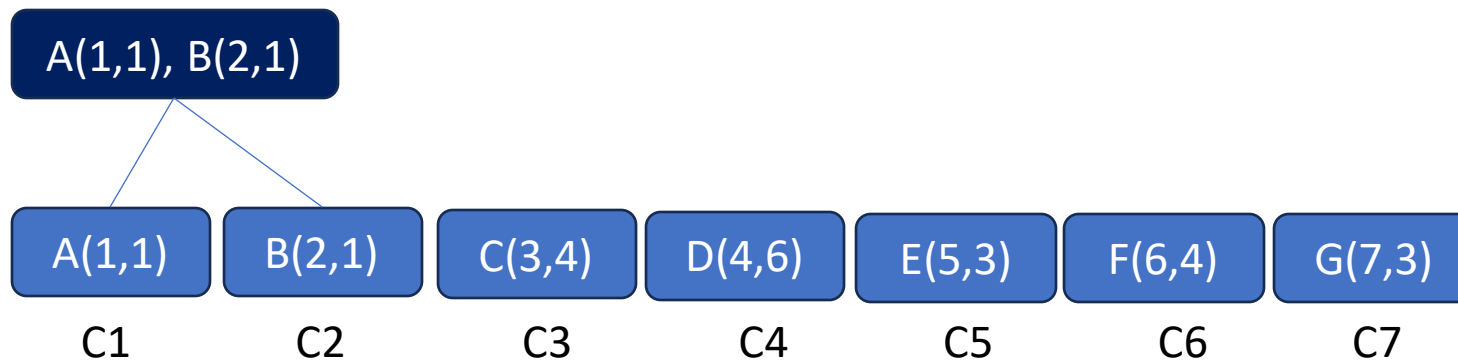 A(1,1), B(2,1)
A(1,1) B(2,1) C(3,4) D(4,6) E(5,3) F(6,4) G(7,3)
C1 C2 C3 C4 C5 C6 C7